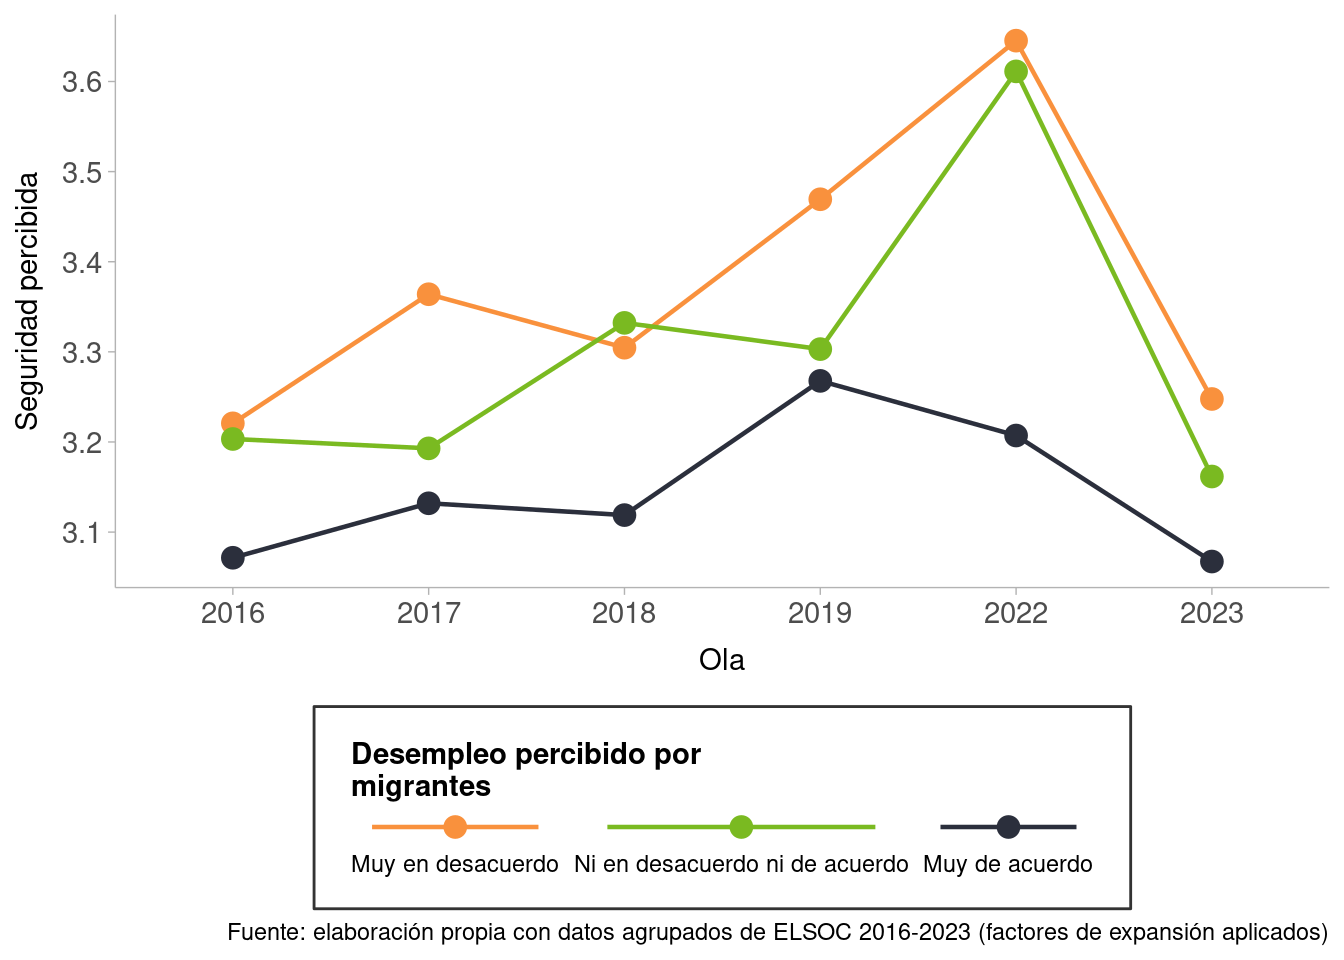 Seguridad percibida
3.6
3.5
3.4
3.3
3.2
3.1
2016 2017 2018 2019 2022 2023
Ola
Desempleo percibido por
migrantes
Muy en desacuerdo Ni en desacuerdo ni de acuerdo Muy de acuerdo
Fuente: elaboración propia con datos agrupados de ELSOC 2016-2023 (factores de expansión aplicados)